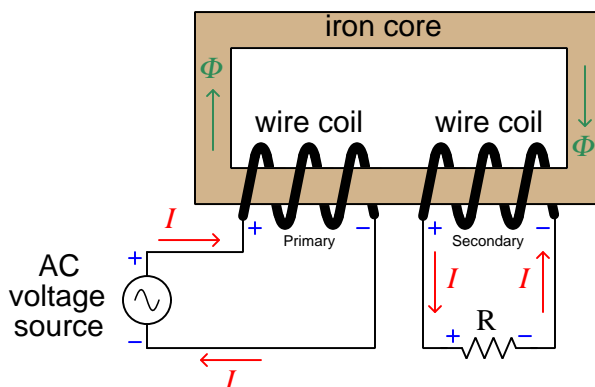 iron core
Φ
Φ
wire coil wire coil
I + Primary − + Secondary −
+
AC
voltage
source
I I
−
+ R −
I